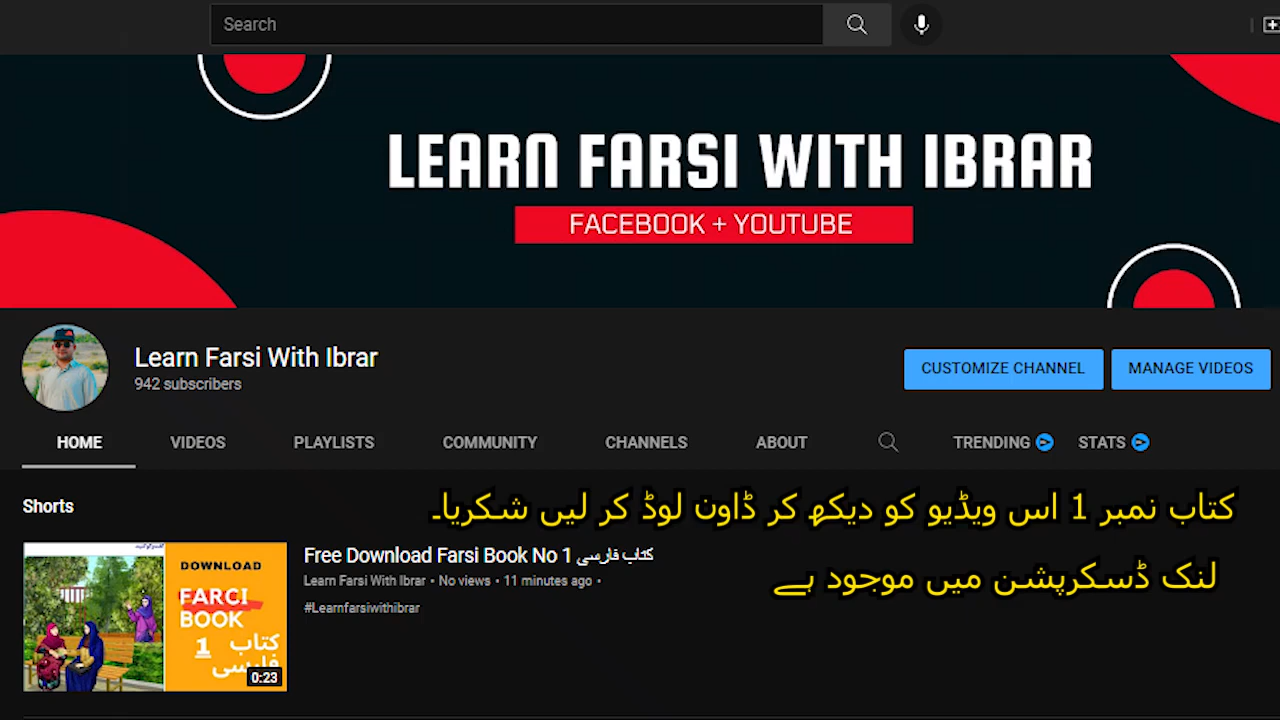 Search
LEARN FARSI WITH IBRAR
FACEBOOK + YOUTUBE
Learn Farsi With Ibrar
942 subscribers
CUSTOMIZE CHANNEL
MANAGE VIDEOS
HOME VIDEOS PLAYLISTS COMMUNITY CHANNELS ABOUT TRENDING STATS
Shorts
کتاب نمبر 1 اس ویڈیو کو دیکھ کر ڈاون لوڈ کر لیں شکریا۔
لنک ڈسکرپشن میں موجود ہے
Free Download Farsi Book No 1 کتاب فارسی
Learn Farsi With Ibrar • No views • 11 minutes ago •
#Learnfarsiwithibrar
DOWNLOAD
FARCI
BOOK
1 کتاب
فارسی
0:23